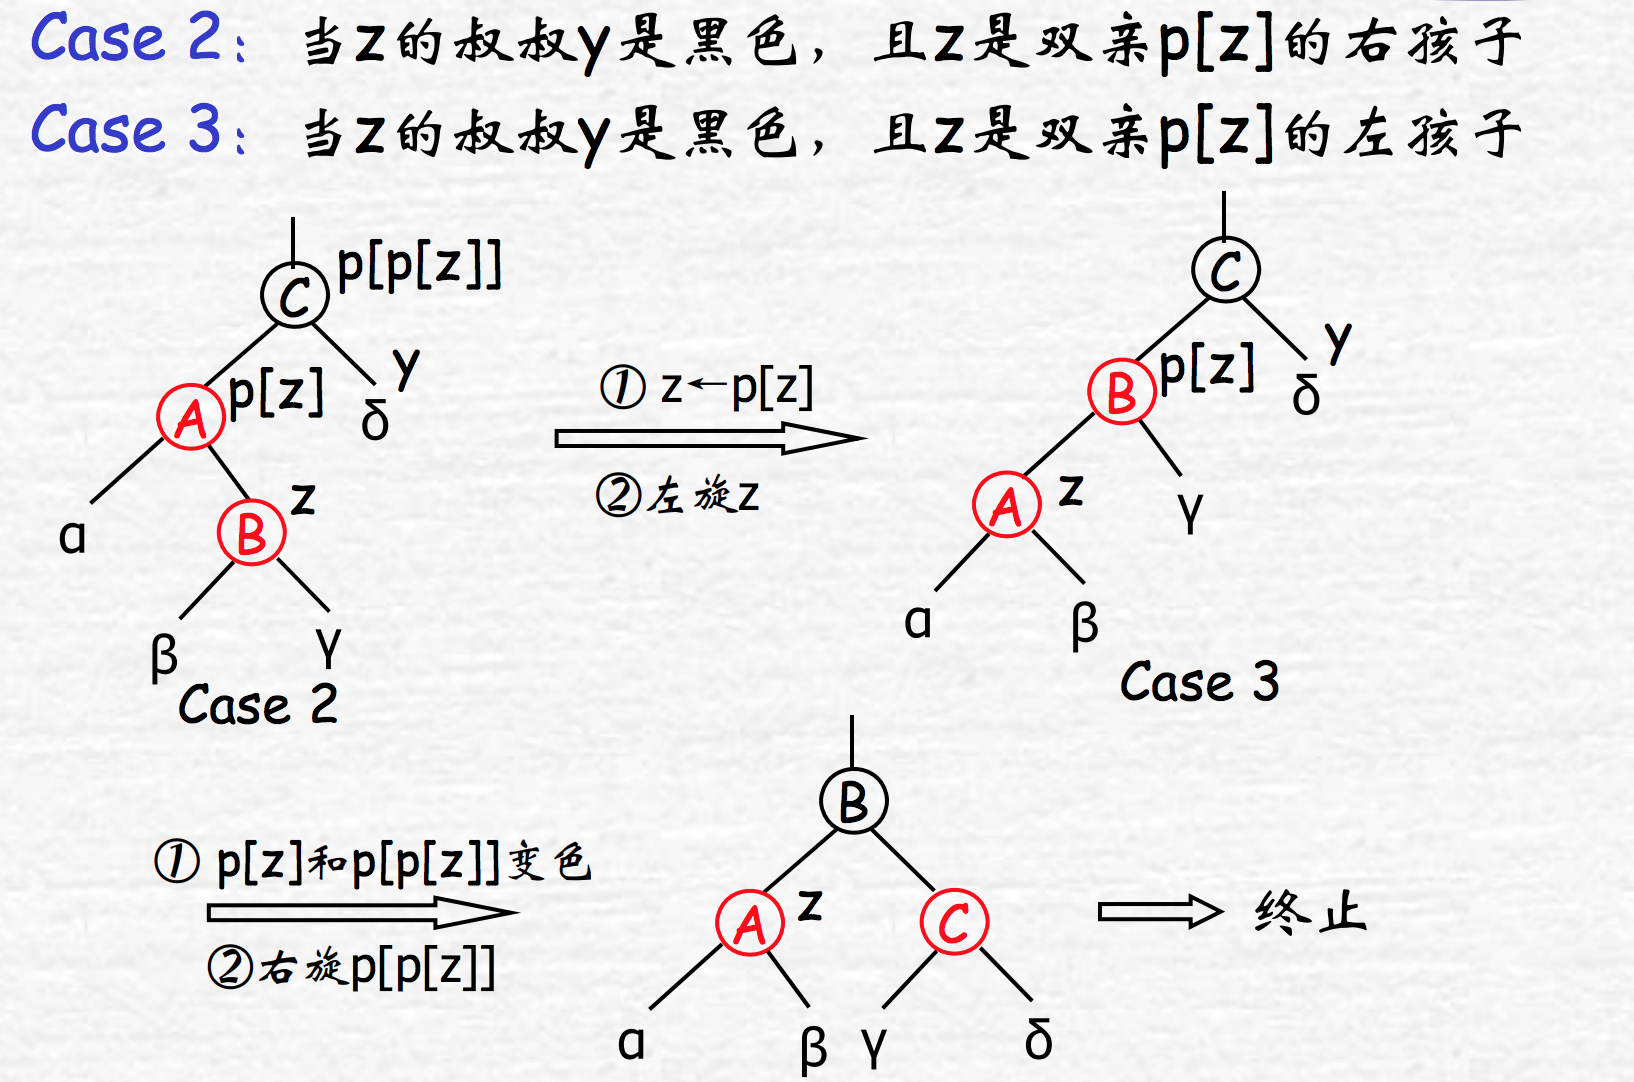 Case 2: 当z的叔叔y是黑色，且z是双亲p[z]的右孩子
Case 3: 当z的叔叔y是黑色，且z是双亲p[z]的左孩子
C
p[p[z]]
A
p[z]
y
δ
α
B
z
β
γ
Case 2
① z←p[z]
②左旋z
C
y
B
p[z]
δ
A
z
γ
α
β
Case 3
① p[z]和p[p[z]]变色
②右旋p[p[z]]
B
A
z
C
α
β
γ
δ
终止